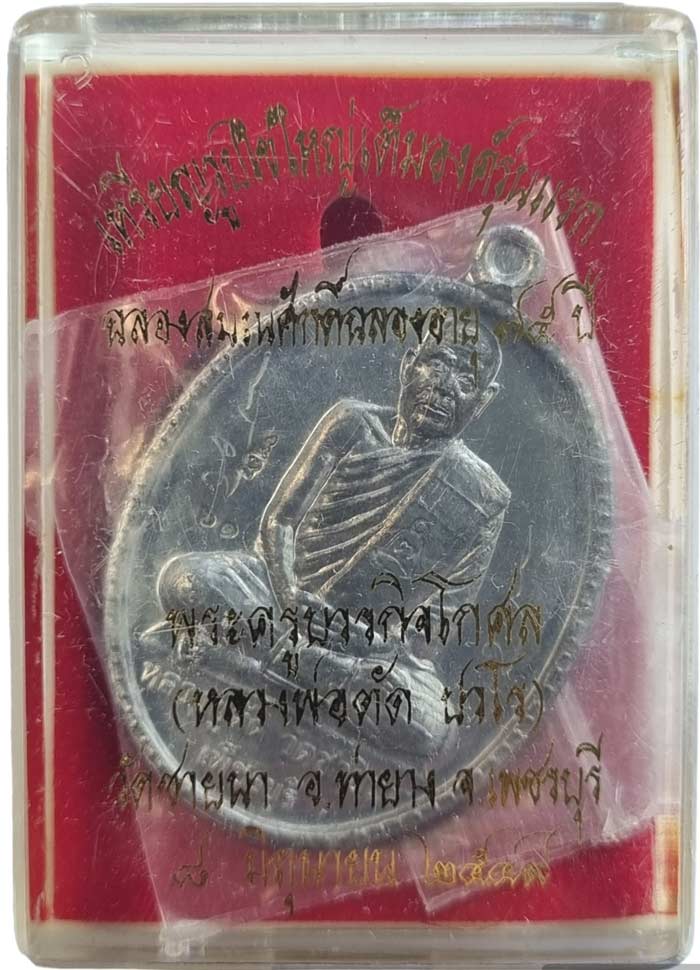 เหรียญรูปไข่ใหญ่เต็มองค์รุ่นแรก
ฉลองสมณศักดิ์ฉลองอายุ ๗๕ ปี
พระครูบวรกิจโกศล
(หลวงพ่อตัด ปวโร)
วัดชายนา อ.ท่ายาง จ.เพชรบุรี
๘ มิถุนายน ๒๕๔๙